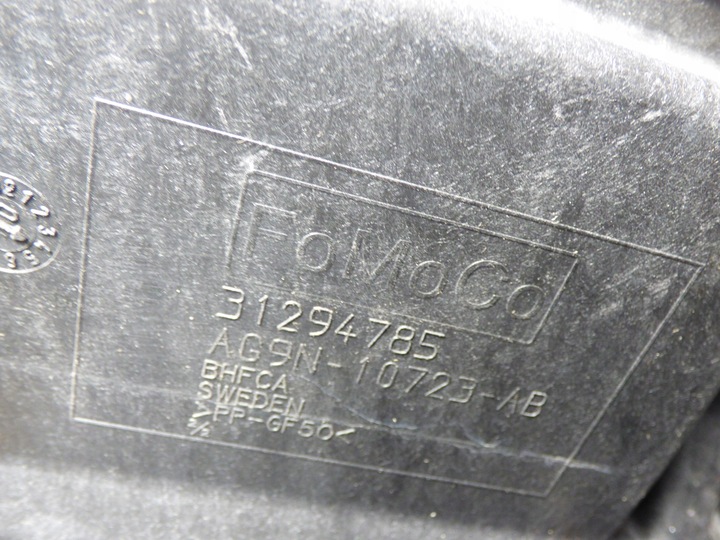 FoMoCo
31294785
AG9N-10723-AB
BHFCA
SWEDEN
>PP-GF50<